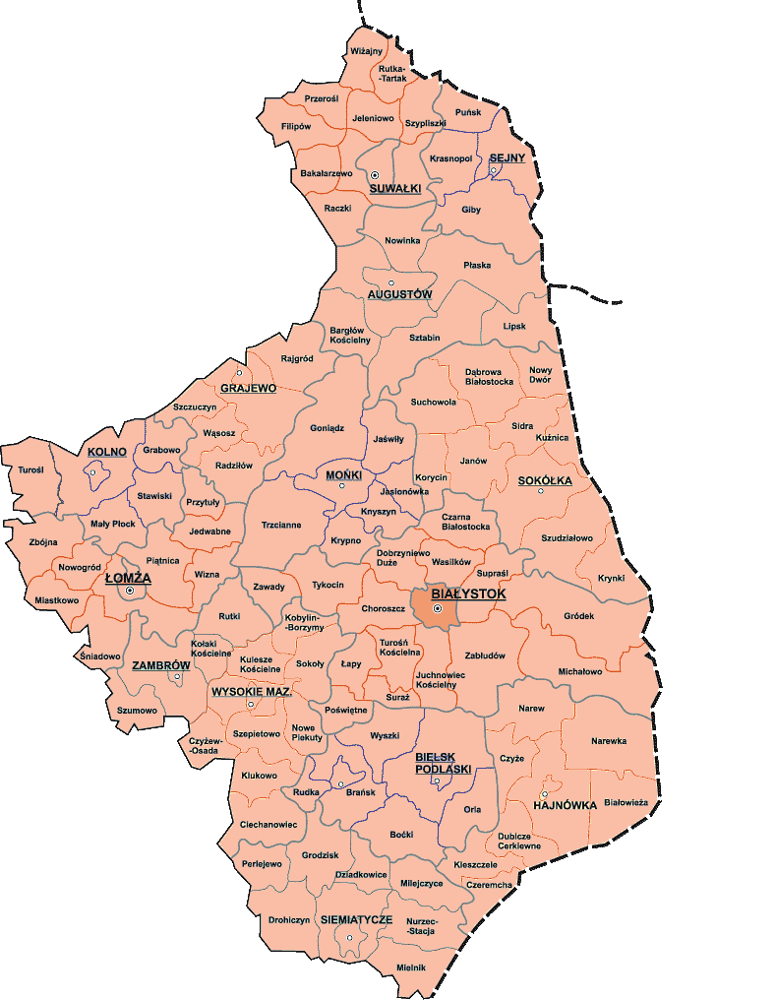 Wiżajny
Rutka-
-Tartak
Przerośl
Jeleniowo
Szypliszki
Puńsk
Filipów
Krasnopol
SEJNY
Bakałarzewo
SUWAŁKI
Raczki
Giby
Nowinka
Płaska
AUGUSTÓW
Bargłów
Kościelny
Sztabin
Lipsk
Rajgród
GRAJEWO
Dąbrowa
Białostocka
Nowy
Dwór
Szczuczyn
Suchowola
Wąsosz
Goniądz
Jaświły
Sidra
Kuźnica
KOLNO
Grabowo
Turośl
Radziłów
Janów
MOŃKI
Korycin
SOKÓŁKA
Stawiski
Przytuły
Jasionówka
Mały Płock
Knyszyn
Czarna
Białostocka
Jedwabne
Trzcianne
Zbójna
Krypno
Szudziałowo
Piątnica
Dobrzyniewo
Duże
Wasilków
Nowogród
ŁOMŻA
Wizna
Supraśl
Krynki
Zawady
Tykocin
Miastkowo
BIAŁYSTOK
Choroszcz
Rutki
Kobylin-
-Borzymy
Gródek
Kołaki
Kościelne
Turośń
Kościelna
Śniadowo
Zabłudów
ZAMBRÓW
Kulesze
Kościelne
Sokoły
Łapy
Juchnowiec
Kościelny
Michałowo
WYSOKIE MAZ.
Suraż
Szumowo
Poświętne
Narew
Szepietowo
Nowe
Piekuty
Wyszki
Czyżew-
-Osada
Narewka
BIELSK
PODLASKI
Czyże
Klukowo
Rudka
Brańsk
HAJNÓWKA
Białowieża
Orla
Ciechanowiec
Boćki
Dubicze
Cerkiewne
Grodzisk
Perlejewo
Kleszczele
Dziadkowice
Milejczyce
Czeremcha
Drohiczyn
SIEMIATYCZE
Nurzec-
-Stacja
Mielnik